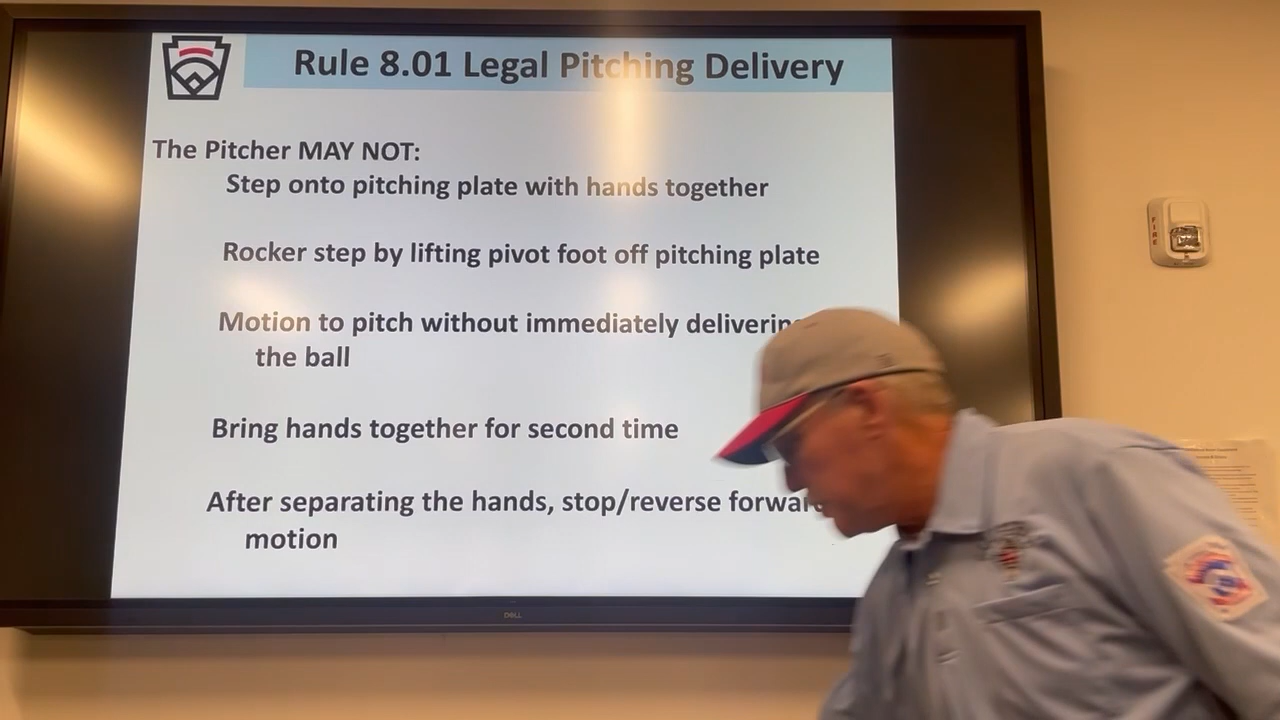 Rule 8.01 Legal Pitching Delivery
The Pitcher MAY NOT:
Step onto pitching plate with hands together
Rocker step by lifting pivot foot off pitching plate
Motion to pitch without immediately
the ball
Bring hands together for second time
After separating the hands, stop/reverse
motion
DELL
FIRE